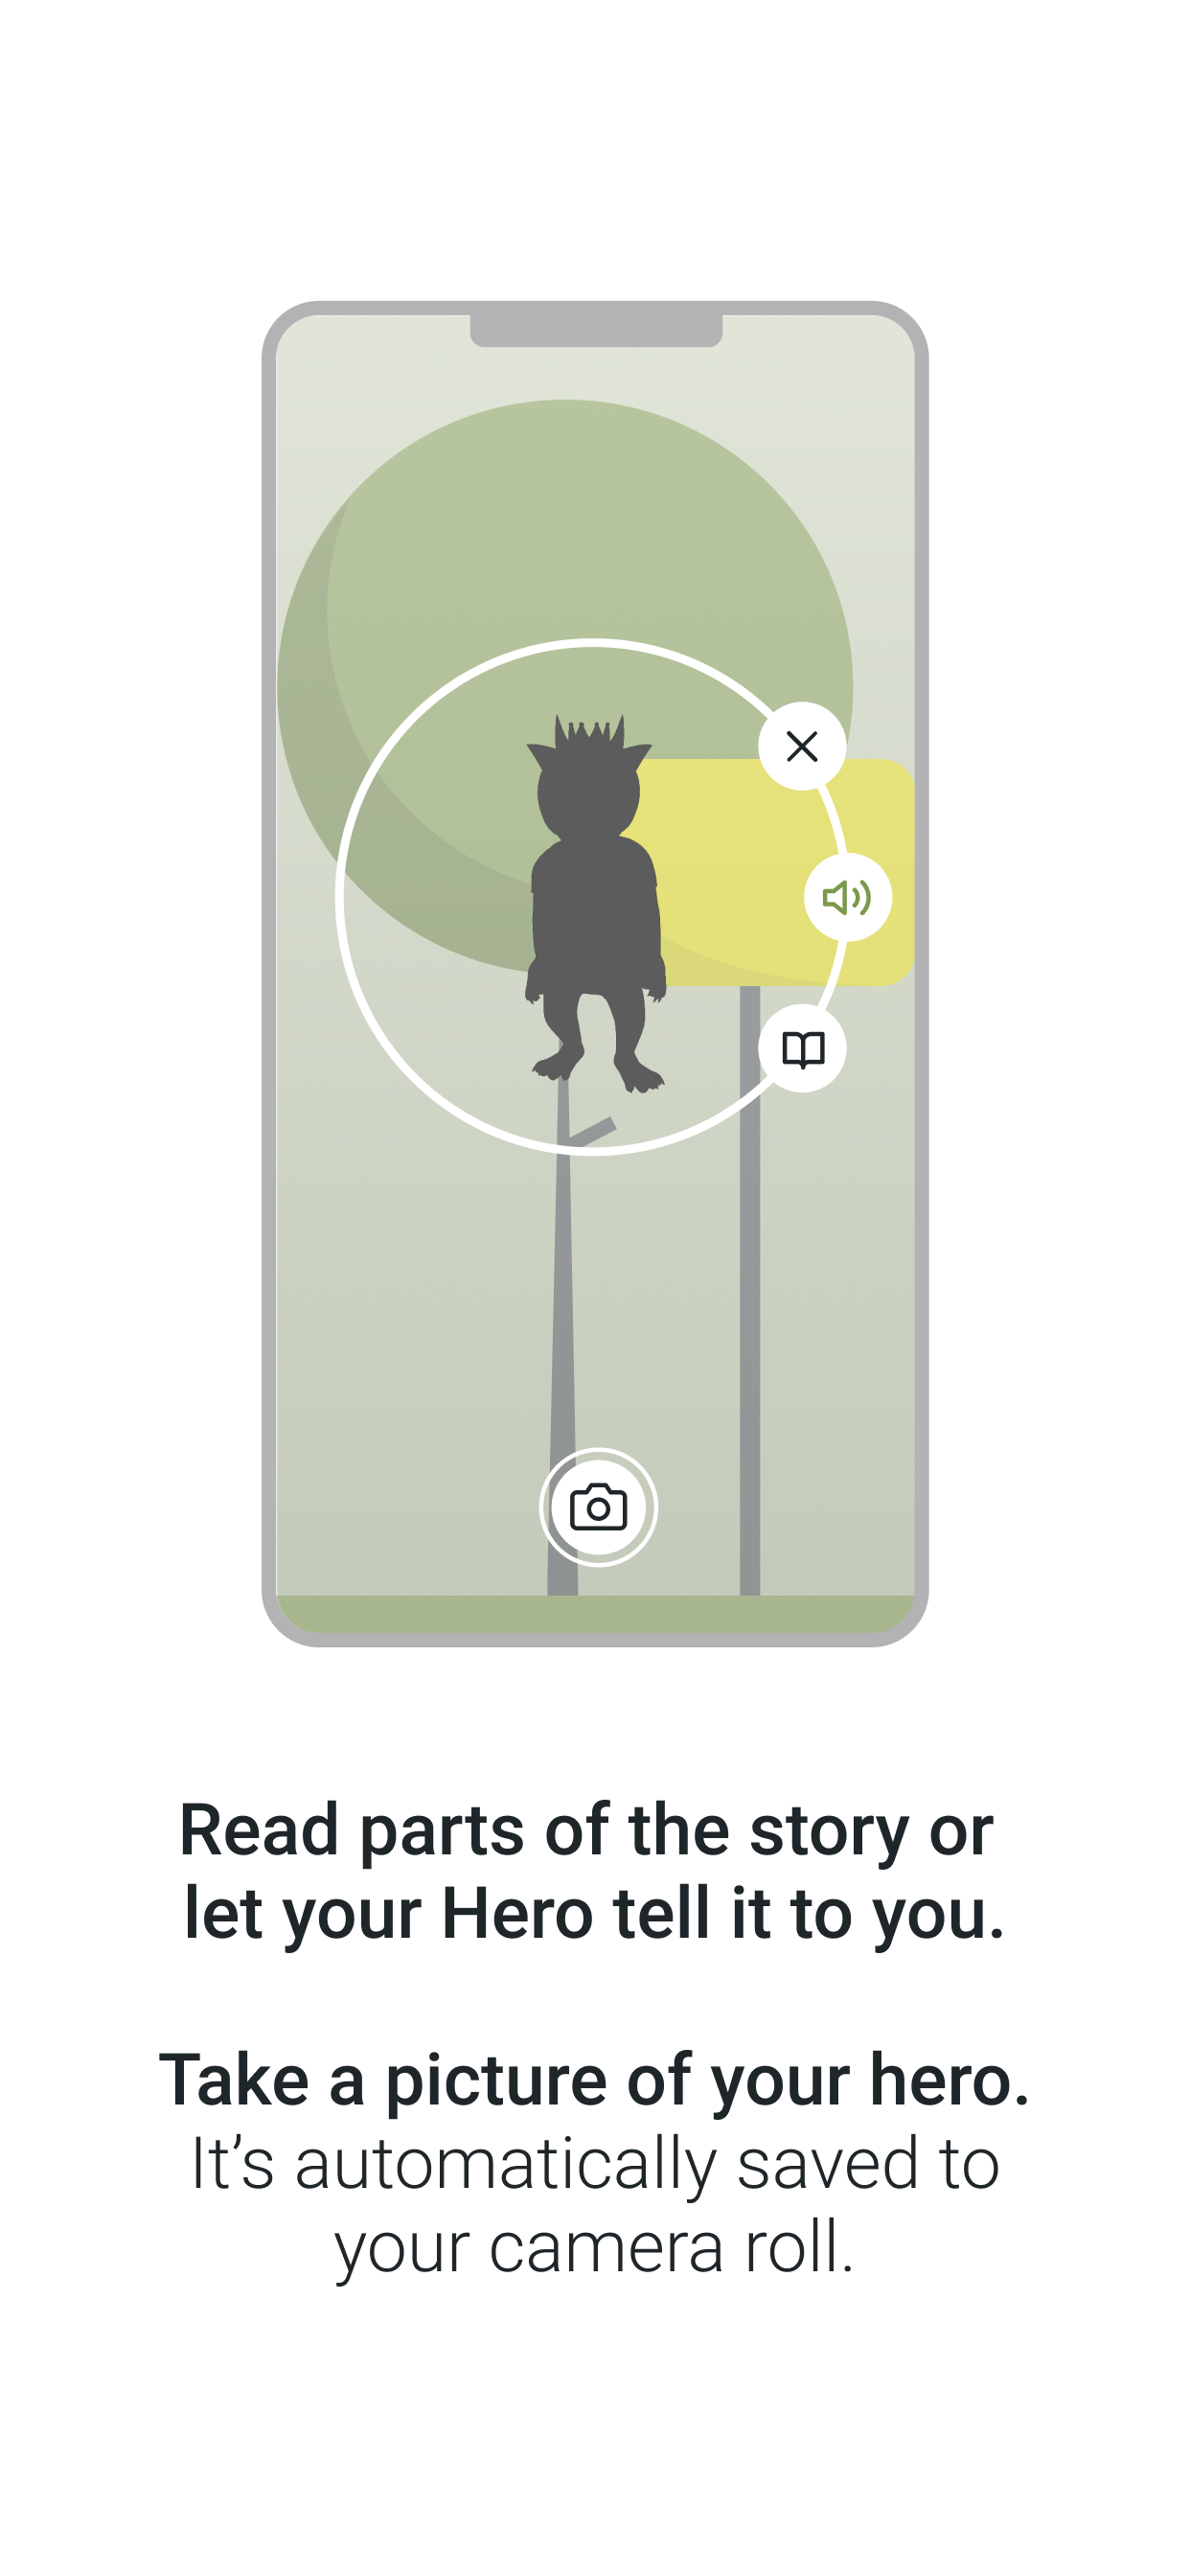 Read parts of the story or
let your Hero tell it to you.
Take a picture of your hero.
It’s automatically saved to
your camera roll.